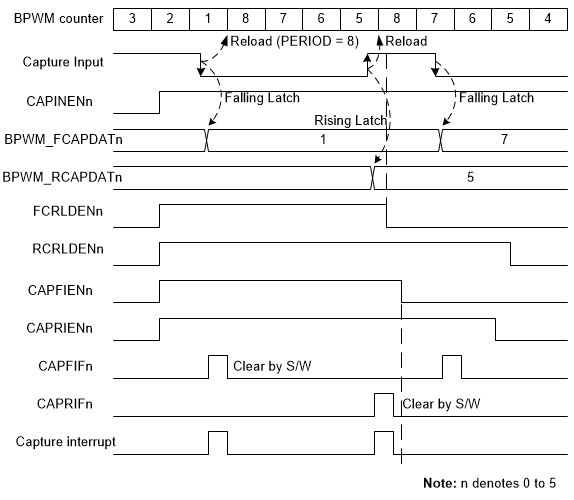 BPWM counter 3 2 1 8 7 6 5 8 7 6 5 4
Reload (PERIOD = 8) Reload
Capture Input
Falling Latch Falling Latch
CAPINENn
Rising Latch
BPWM_FCAPDATn 1 7
BPWM_RCAPDATn 5
FCRLDENn
RCRLDENn
CAPFIENn
CAPRIENn
CAPFIFn Clear by S/W
CAPRIFn Clear by S/W
Capture interrupt
Note: n denotes 0 to 5